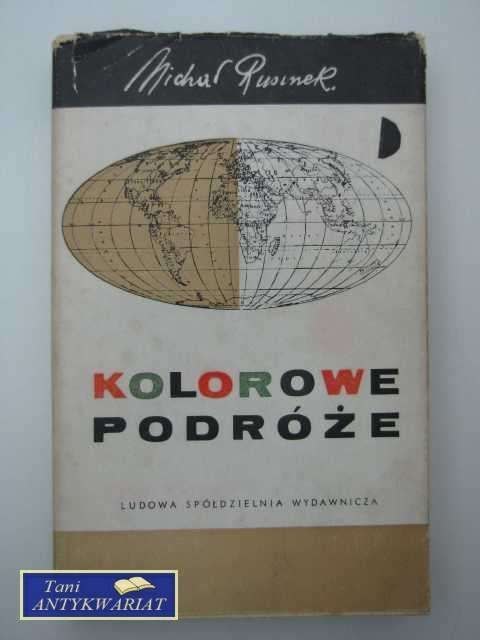 Michał Rusinek
KOLOROWE
PODRÓŻE
LUDOWA SPÓŁDZIELNIA WYDAWNICZA
Tani
ANTYKWARIAT